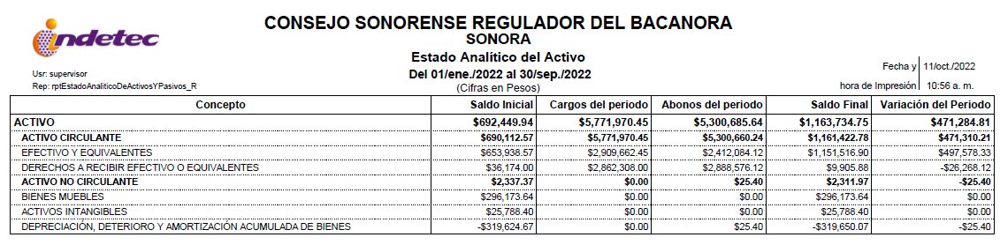 indetec
CONSEJO SONORENSE REGULADOR DEL BACANORA
SONORA
Estado Analítico del Activo
Usr: supervisor
Del 01/ene./2022 al 30/sep./2022
Fecha y 11/oct./2022
Rep: rptEstadoAnaliticoDeActivosYPasivos_R
(Cifras en Pesos)
hora de Impresión 10:56 a. m.
Concepto Saldo Inicial Cargos del periodo Abonos del periodo Saldo Final Variación del Periodo
ACTIVO $692,449.94 $5,771,970.45 $5,300,685.64 $1,163,734.75 $471,284.81
ACTIVO CIRCULANTE $690,112.57 $5,771,970.45 $5,300,660.24 $1,161,422.78 $471,310.21
EFECTIVO Y EQUIVALENTES $653,938.57 $2,909,662.45 $2,412,084.12 $1,151,516.90 $497,578.33
DERECHOS A RECIBIR EFECTIVO O EQUIVALENTES $36,174.00 $2,862,308.00 $2,888,576.12 $9,905.88 -$26,268.12
ACTIVO NO CIRCULANTE $2,337.37 $0.00 $25.40 $2,311.97 -$25.40
BIENES MUEBLES $296,173.64 $0.00 $0.00 $296,173.64 $0.00
ACTIVOS INTANGIBLES $25,788.40 $0.00 $0.00 $25,788.40 $0.00
DEPRECIACIÓN, DETERIORO Y AMORTIZACIÓN ACUMULADA DE BIENES -$319,624.67 $0.00 $25.40 -$319,650.07 -$25.40